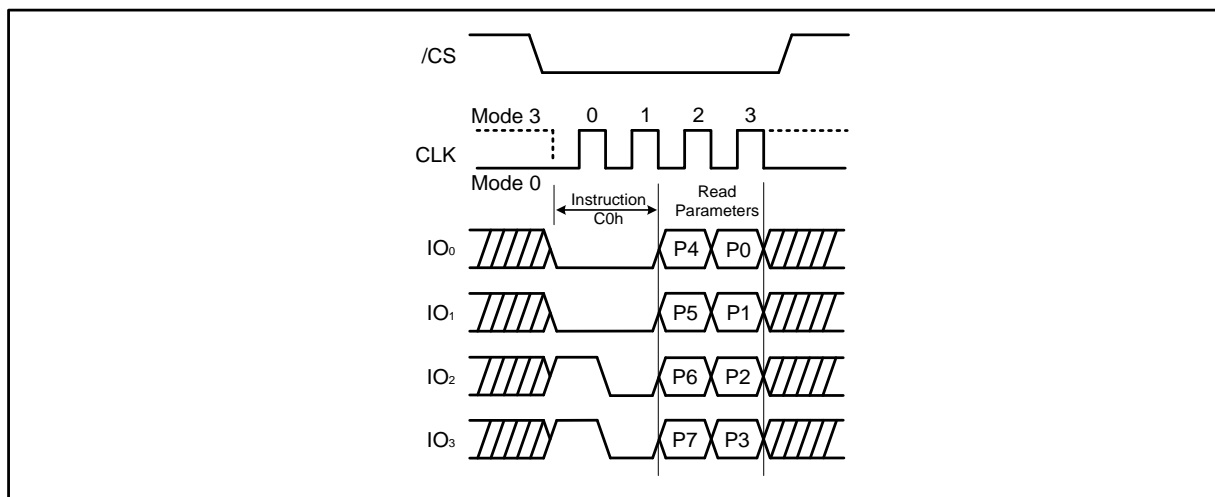 /CS
Mode 3 0 1 2 3
CLK
Mode 0
Instruction
C0h
Read
Parameters
IO₀ P4 P0
IO₁ P5 P1
IO₂ P6 P2
IO₃ P7 P3